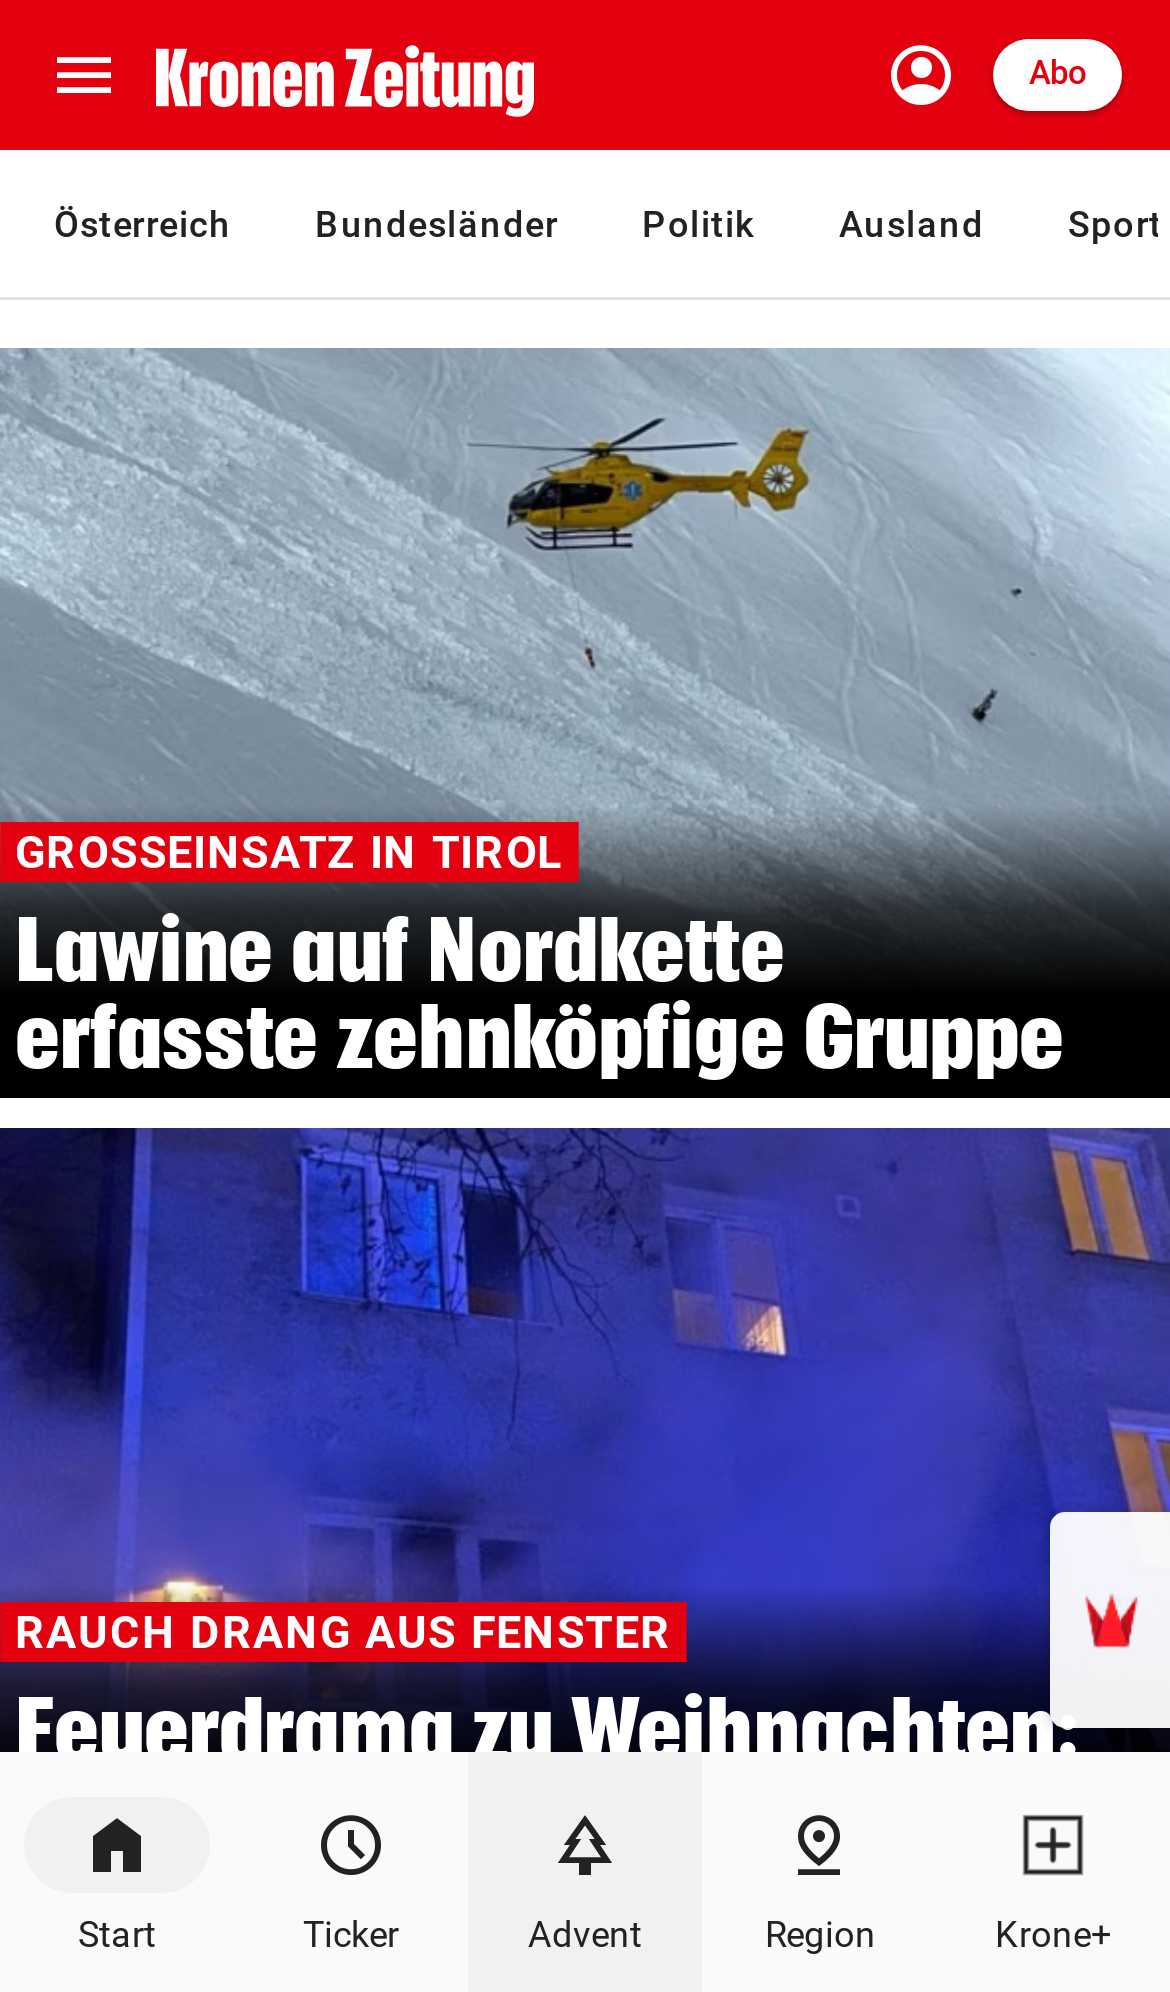 Kronen Zeitung
Abo
Österreich Bundesländer Politik Ausland Sport
GROSSEINSATZ IN TIROL
Lawine auf Nordkette
erfasste zehnköpfige Gruppe
RAUCH DRANG AUS FENSTER
Feuerdrama zu Weihnachten:
Start Ticker Advent Region Krone+